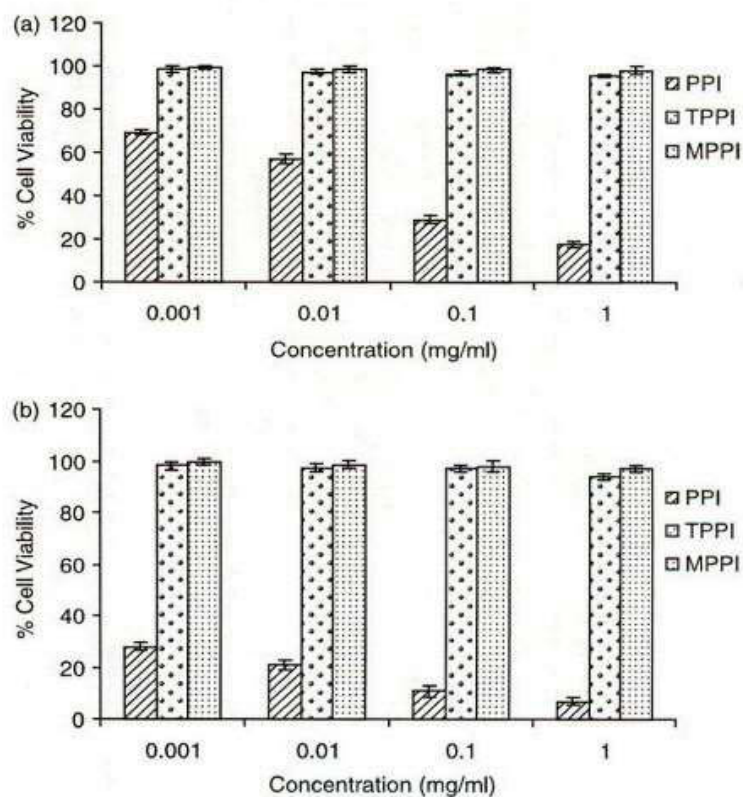 (a)
120
100
80
60
40
20
0
% Cell Viability
PPI
TPPI
MPPI
0.001 0.01 0.1 1
Concentration (mg/ml)
(b)
120
100
80
60
40
20
0
% Cell Viability
PPI
TPPI
MPPI
0.001 0.01 0.1 1
Concentration (mg/ml)